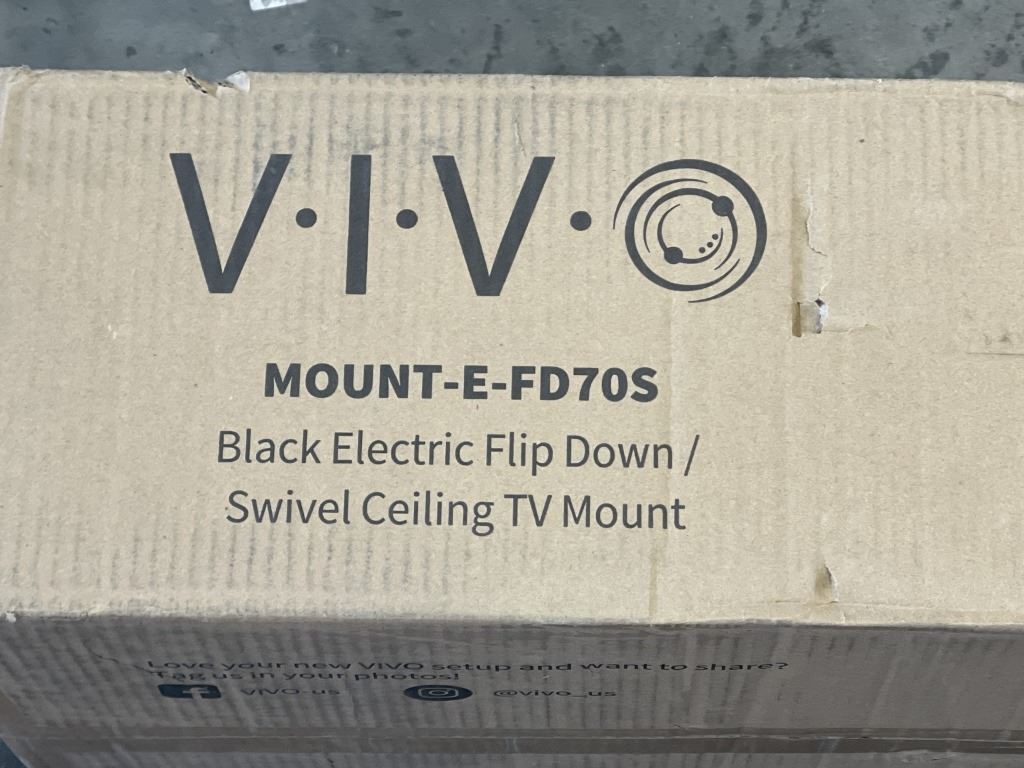 V·I·V·O
MOUNT-E-FD70S
Black Electric Flip Down /
Swivel Ceiling TV Mount
Love your new VIVO setup and want to share?
Tag us in your photos!
f vivo-us @vivo_us